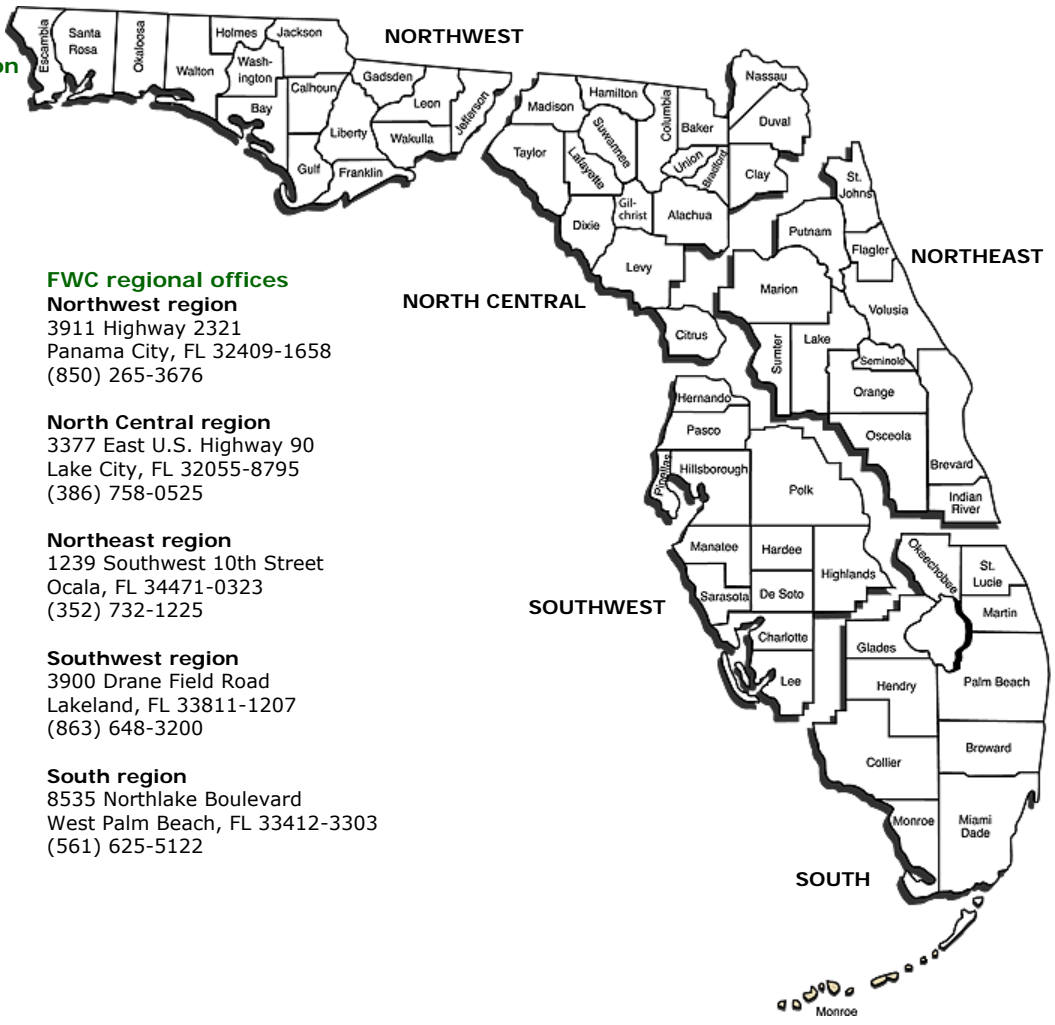 on
NORTHWEST
Escambia
Santa
Rosa
Okaloosa
Walton
Holmes
Wash-
ington
Jackson
Bay
Calhoun
Gulf
Liberty
Gadsden
Franklin
Leon
Wakulla
Jefferson
NORTH CENTRAL
Madison
Taylor
Hamilton
Suwannee
Lafayette
Dixie
Columbia
Gil-
christ
Levy
Baker
Union
Bradford
Alachua
Nassau
Duval
Clay
Citrus
NORTHEAST
St.
Johns
Putnam
Flagler
Marion
Volusia
Sumter
Lake
Seminole
Orange
Osceola
Brevard
Indian
River
FWC regional offices
Northwest region
3911 Highway 2321
Panama City, FL 32409-1658
(850) 265-3676
North Central region
3377 East U.S. Highway 90
Lake City, FL 32055-8795
(386) 758-0525
Northeast region
1239 Southwest 10th Street
Ocala, FL 34471-0323
(352) 732-1225
Southwest region
3900 Drane Field Road
Lakeland, FL 33811-1207
(863) 648-3200
South region
8535 Northlake Boulevard
West Palm Beach, FL 33412-3303
(561) 625-5122
SOUTHWEST
Hernando
Pasco
Pinellas
Hillsborough
Polk
Manatee
Hardee
Highlands
Sarasota
De Soto
Charlotte
Lee
SOUTH
Okeechobee
St.
Lucie
Martin
Glades
Hendry
Palm Beach
Collier
Broward
Monroe
Miami
Dade
Monroe